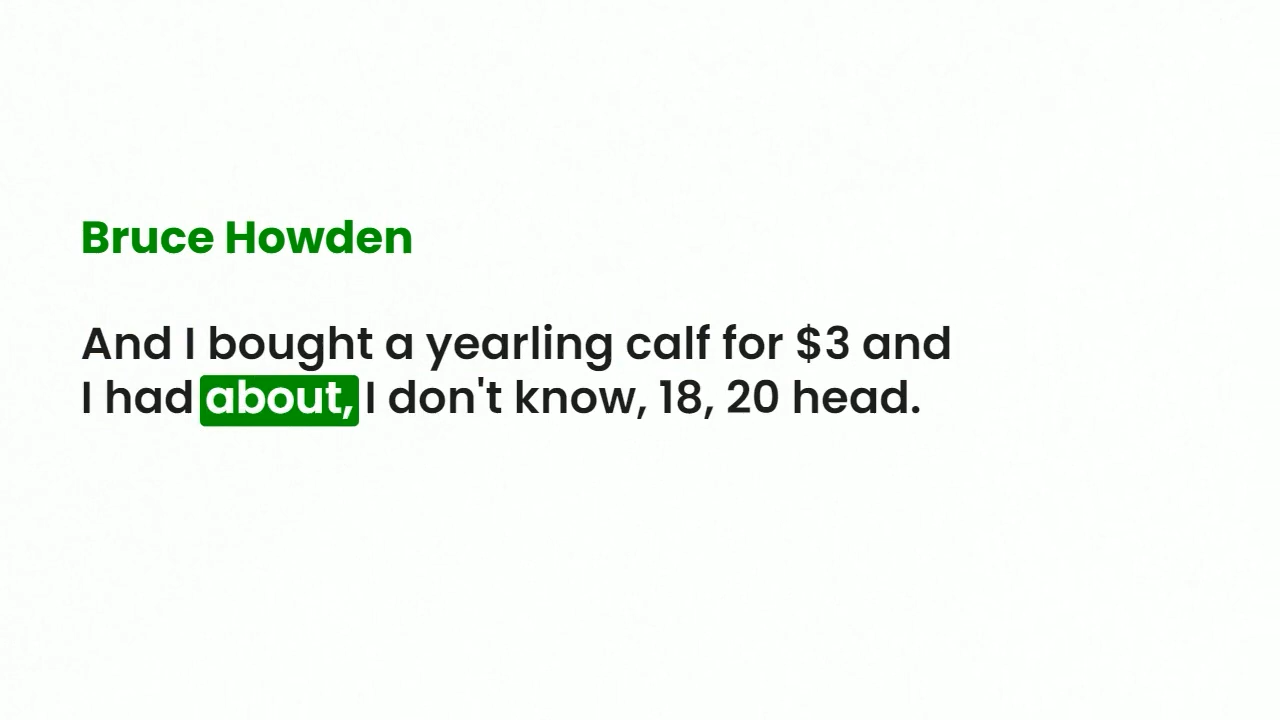 Bruce Howden
And I bought a yearling calf for $3 and
I had about, I don't know, 18, 20 head.